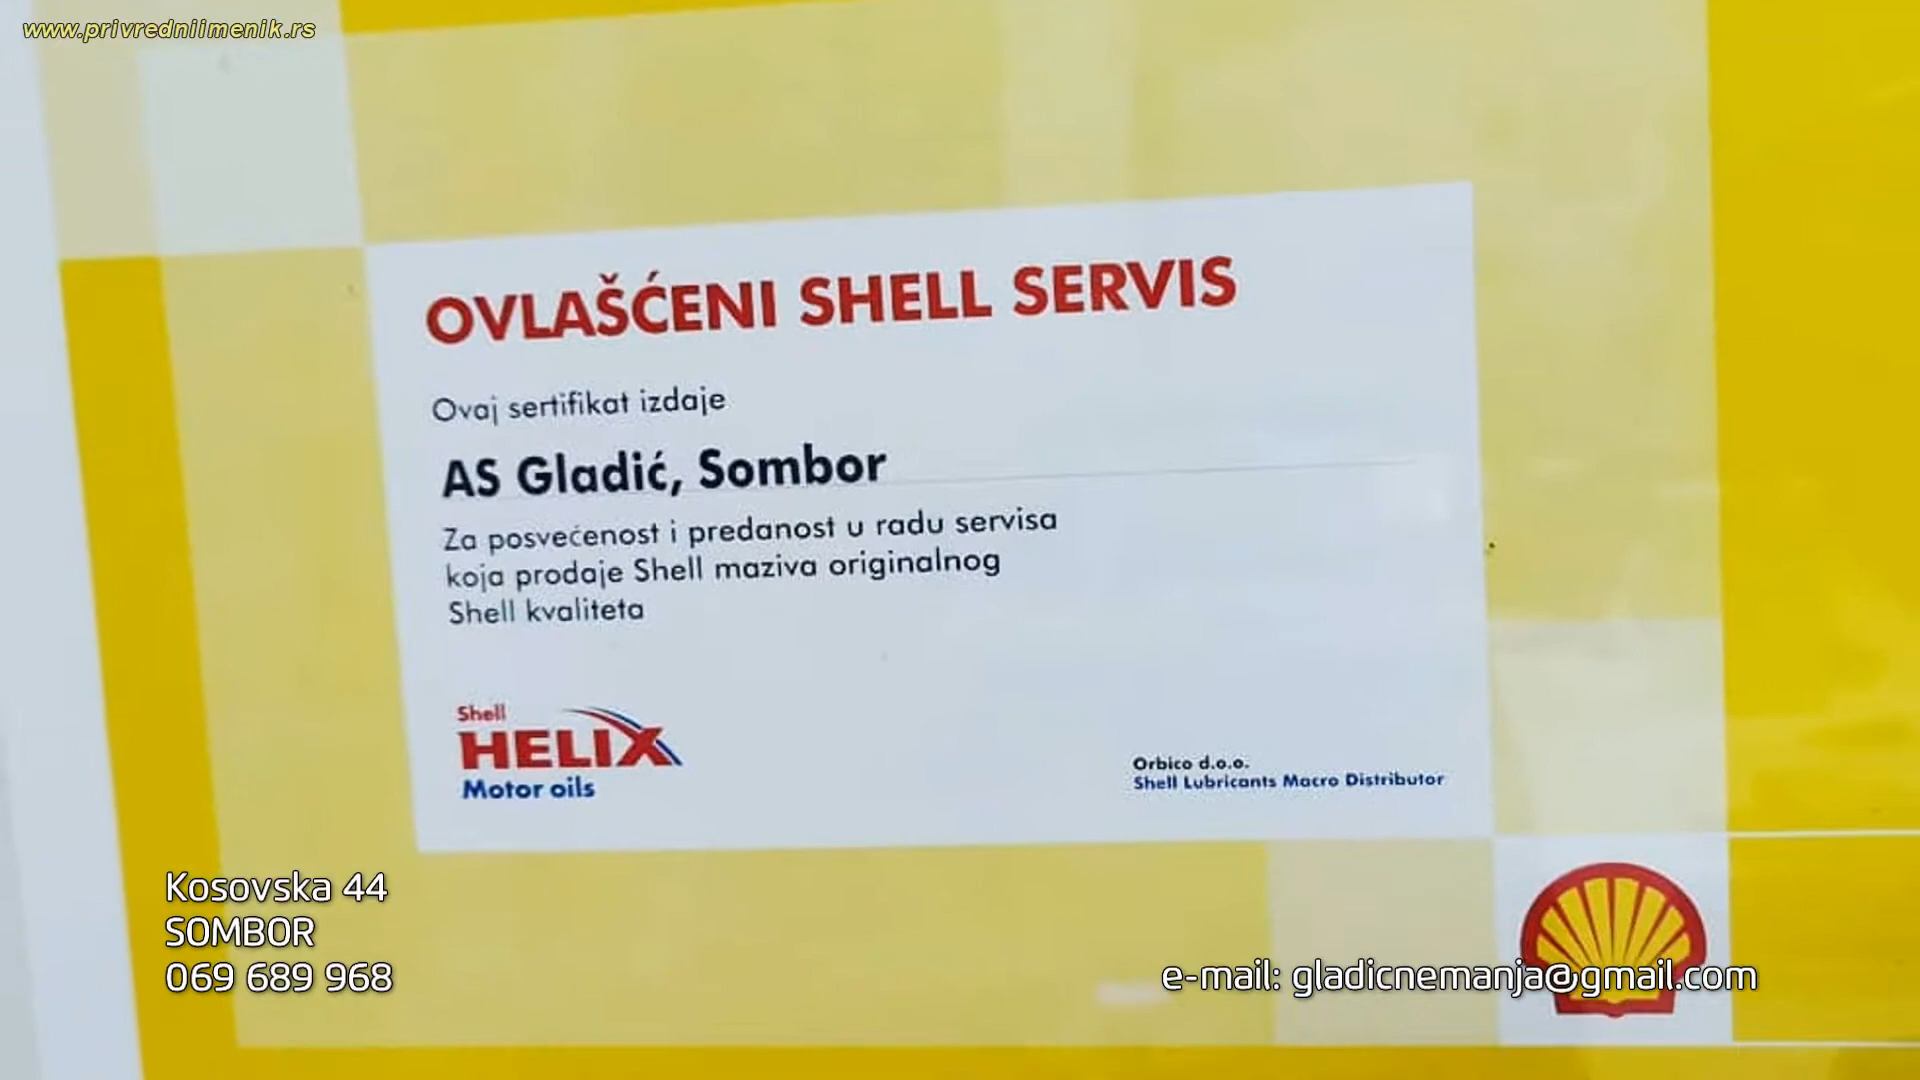 www.privredniimenik.rs
OVLAŠĆENI SHELL SERVIS
Ovaj sertifikat izdaje
AS Gladić, Sombor
Za posvećenost i predanost u radu servisa
koja prodaje Shell maziva originalnog
Shell kvaliteta
Shell
HELIX
Motor oils
Orbico d.o.o.
Shell Lubricants Macro Distributor
Kosovska 44
SOMBOR
069 689 968
e-mail: gladicnemanja@gmail.com